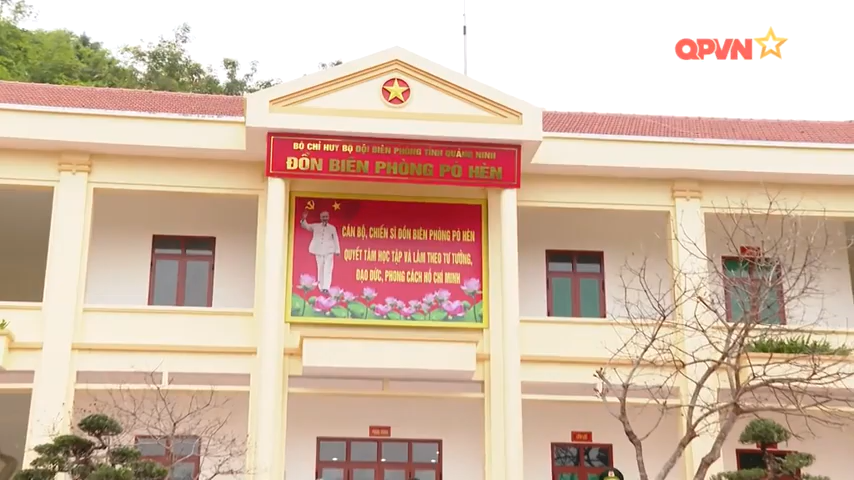 QPVN
BỘ CHỈ HUY BỘ ĐỘI BIÊN PHÒNG TỈNH QUẢNG NINH
ĐỒN BIÊN PHÒNG PÒ HÈN
CÁN BỘ, CHIẾN SĨ ĐỒN BIÊN PHÒNG PÒ HÈN
QUYẾT TÂM HỌC TẬP VÀ LÀM THEO TƯ TƯỞNG,
ĐẠO ĐỨC, PHONG CÁCH HỒ CHÍ MINH